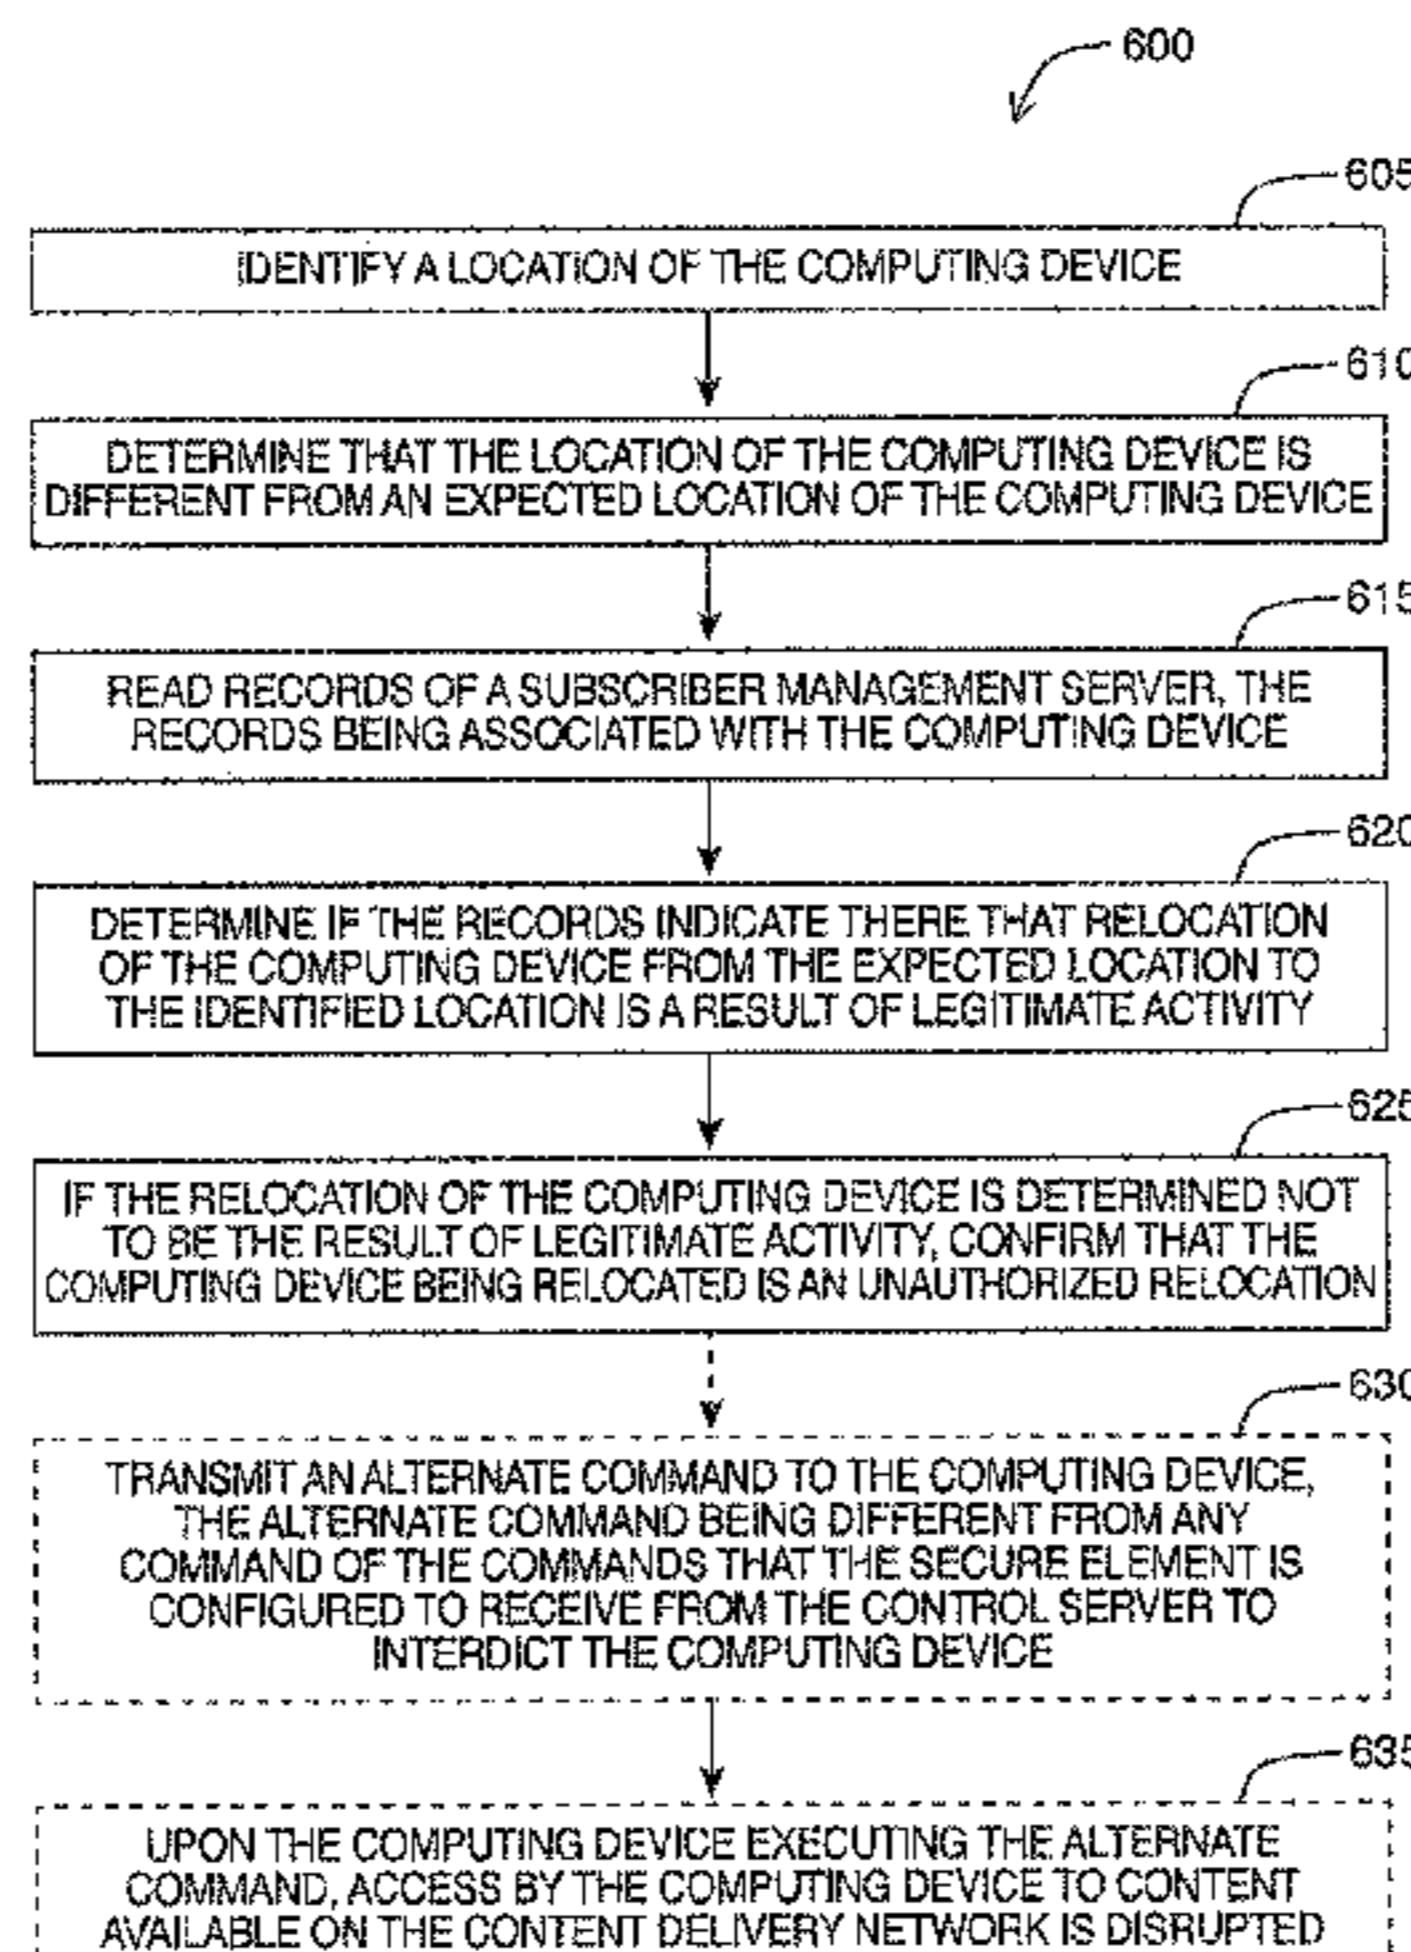 600
605
IDENTIFY A LOCATION OF THE COMPUTING DEVICE
610
DETERMINE THAT THE LOCATION OF THE COMPUTING DEVICE IS
DIFFERENT FROM AN EXPECTED LOCATION OF THE COMPUTING DEVICE
615
READ RECORDS OF A SUBSCRIBER MANAGEMENT SERVER, THE
RECORDS BEING ASSOCIATED WITH THE COMPUTING DEVICE
620
DETERMINE IF THE RECORDS INDICATE THERE THAT RELOCATION
OF THE COMPUTING DEVICE FROM THE EXPECTED LOCATION TO
THE IDENTIFIED LOCATION IS A RESULT OF LEGITIMATE ACTIVITY
625
IF THE RELOCATION OF THE COMPUTING DEVICE IS DETERMINED NOT
TO BE THE RESULT OF LEGITIMATE ACTIVITY, CONFIRM THAT THE
COMPUTING DEVICE BEING RELOCATED IS AN UNAUTHORIZED RELOCATION
630
TRANSMIT AN ALTERNATE COMMAND TO THE COMPUTING DEVICE,
THE ALTERNATE COMMAND BEING DIFFERENT FROM ANY
COMMAND OF THE COMMANDS THAT THE SECURE ELEMENT IS
CONFIGURED TO RECEIVE FROM THE CONTROL SERVER TO
INTERDICT THE COMPUTING DEVICE
635
UPON THE COMPUTING DEVICE EXECUTING THE ALTERNATE
COMMAND, ACCESS BY THE COMPUTING DEVICE TO CONTENT
AVAILABLE ON THE CONTENT DELIVERY NETWORK IS DISRUPTED